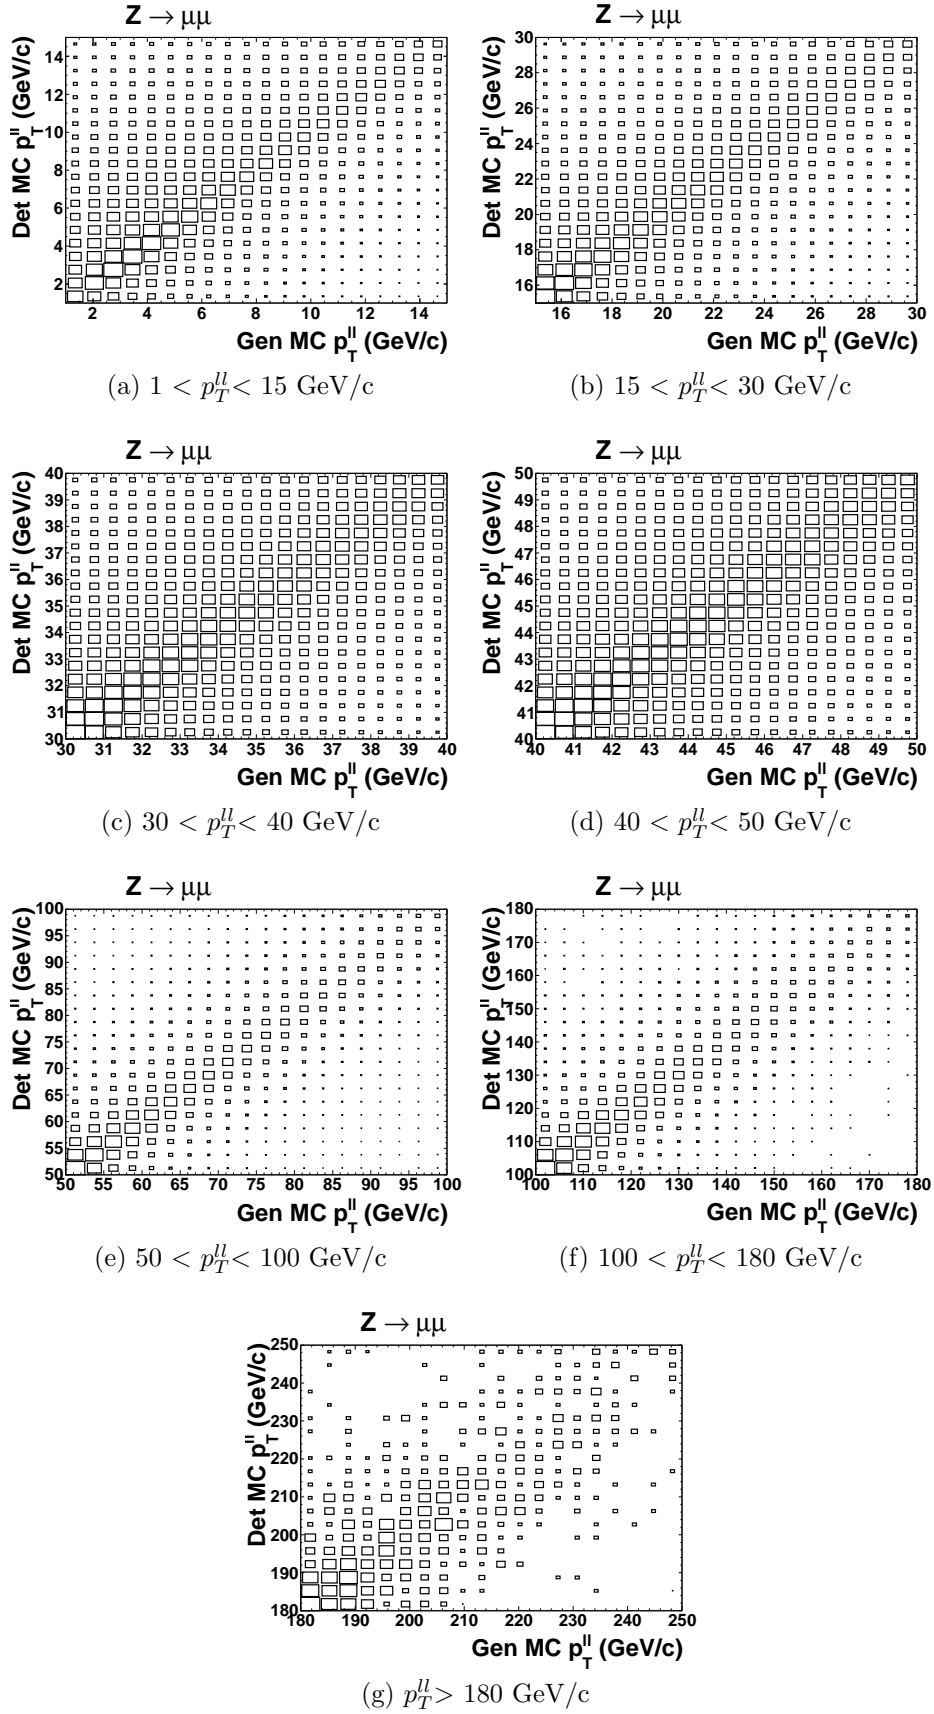 Z → μμ
Det MC p_T^ll (GeV/c)
14
12
10
8
6
4
2
2 4 6 8 10 12 14
Gen MC p_T^ll (GeV/c)
(a) 1 < p_T^ll < 15 GeV/c
Z → μμ
Det MC p_T^ll (GeV/c)
30
28
26
24
22
20
18
16
16 18 20 22 24 26 28 30
Gen MC p_T^ll (GeV/c)
(b) 15 < p_T^ll < 30 GeV/c
Z → μμ
Det MC p_T^ll (GeV/c)
40
39
38
37
36
35
34
33
32
31
30
30 31 32 33 34 35 36 37 38 39 40
Gen MC p_T^ll (GeV/c)
(c) 30 < p_T^ll < 40 GeV/c
Z → μμ
Det MC p_T^ll (GeV/c)
50
49
48
47
46
45
44
43
42
41
40
40 41 42 43 44 45 46 47 48 49 50
Gen MC p_T^ll (GeV/c)
(d) 40 < p_T^ll < 50 GeV/c
Z → μμ
Det MC p_T^ll (GeV/c)
100
95
90
85
80
75
70
65
60
55
50
50 55 60 65 70 75 80 85 90 95 100
Gen MC p_T^ll (GeV/c)
(e) 50 < p_T^ll < 100 GeV/c
Z → μμ
Det MC p_T^ll (GeV/c)
180
170
160
150
140
130
120
110
100
100 110 120 130 140 150 160 170 180
Gen MC p_T^ll (GeV/c)
(f) 100 < p_T^ll < 180 GeV/c
Z → μμ
Det MC p_T^ll (GeV/c)
250
240
230
220
210
200
190
180
180 190 200 210 220 230 240 250
Gen MC p_T^ll (GeV/c)
(g) p_T^ll > 180 GeV/c